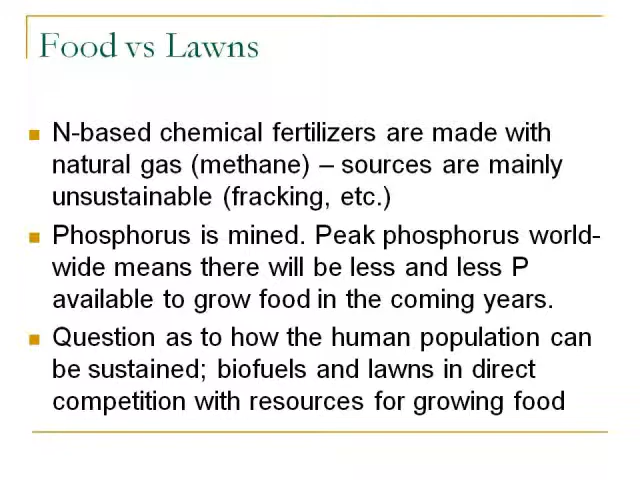 Food vs Lawns
N-based chemical fertilizers are made with
natural gas (methane) – sources are mainly
unsustainable (fracking, etc.)
Phosphorus is mined. Peak phosphorus world-
wide means there will be less and less P
available to grow food in the coming years.
Question as to how the human population can
be sustained; biofuels and lawns in direct
competition with resources for growing food